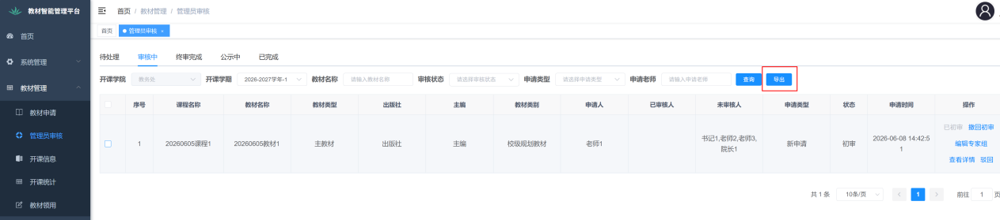 教材智能管理平台
首页 / 教材管理 / 管理员审核
首页
系统管理
教材管理
教材申请
管理员审核
开课信息
开课统计
教材领用
首页 管理员审核 ×
待处理 审核中 终审完成 公示中 已完成
开课学院 教务处 开课学期 2026-2027学年-1 教材名称 请输入教材名称 审核状态 请选择审核状态 申请类型 请选择申请类型 申请老师 请输入申请老师 查询 导出
序号 课程名称 教材名称 教材类型 出版社 主编 教材类别 申请人 已审核人 未审核人 申请类型 状态 申请时间 操作
1 20260605课程1 20260605教材1 主教材 出版社 主编 校级规划教材 老师1 书记1,老师2,老师3,院长1 新申请 初审 2026-06-08 14:42:51 已初审 撤回初审
编辑专家组
查看详情 驳回
共 1 条 10条/页 < 1 > 前往 1 页